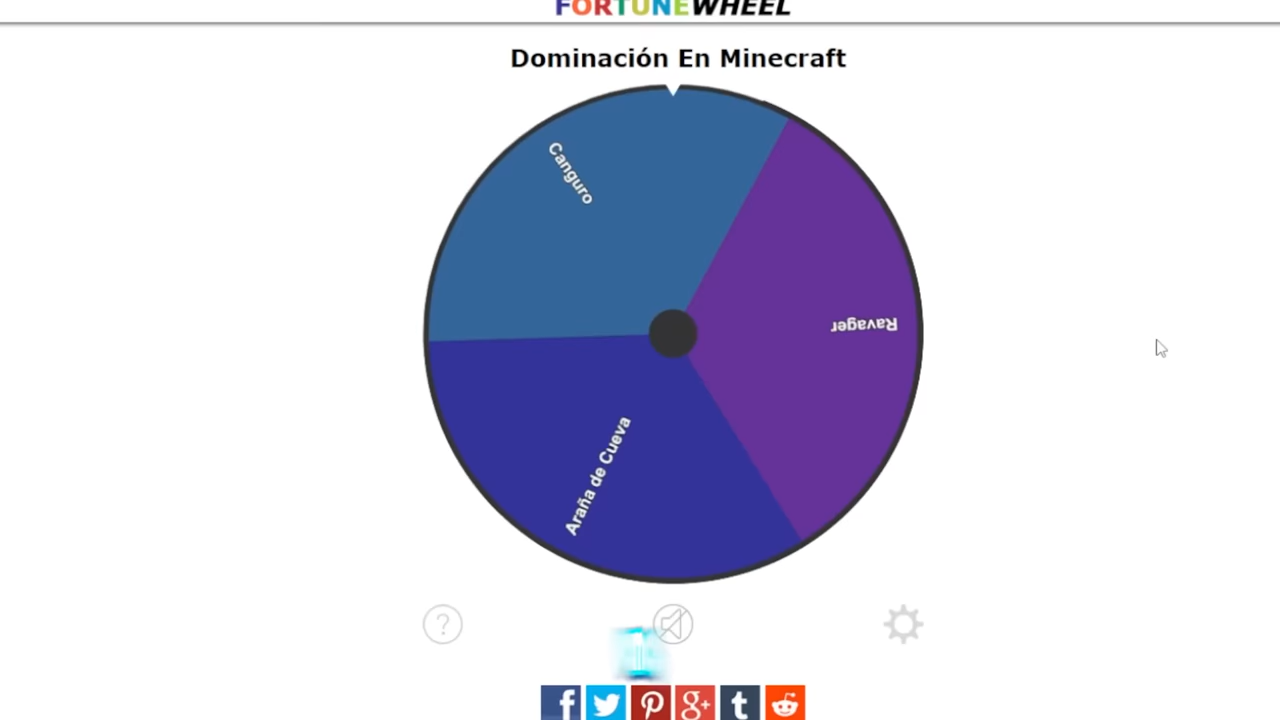 FORTUNEWHEEL
Dominación En Minecraft
Canguro
Ravager
Araña de Cueva
?
f
g+
t